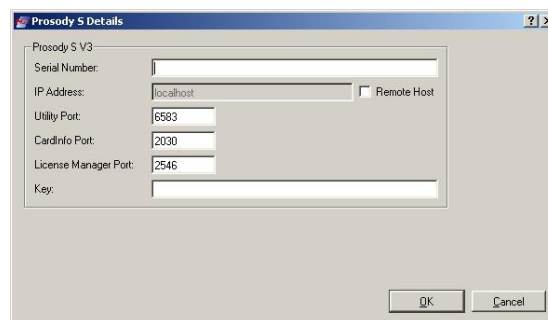 Prosody S Details
Prosody S V3
Serial Number:
IP Address: localhost Remote Host
Utility Port: 6583
CardInfo Port: 2030
License Manager Port: 2546
Key:
OK Cancel